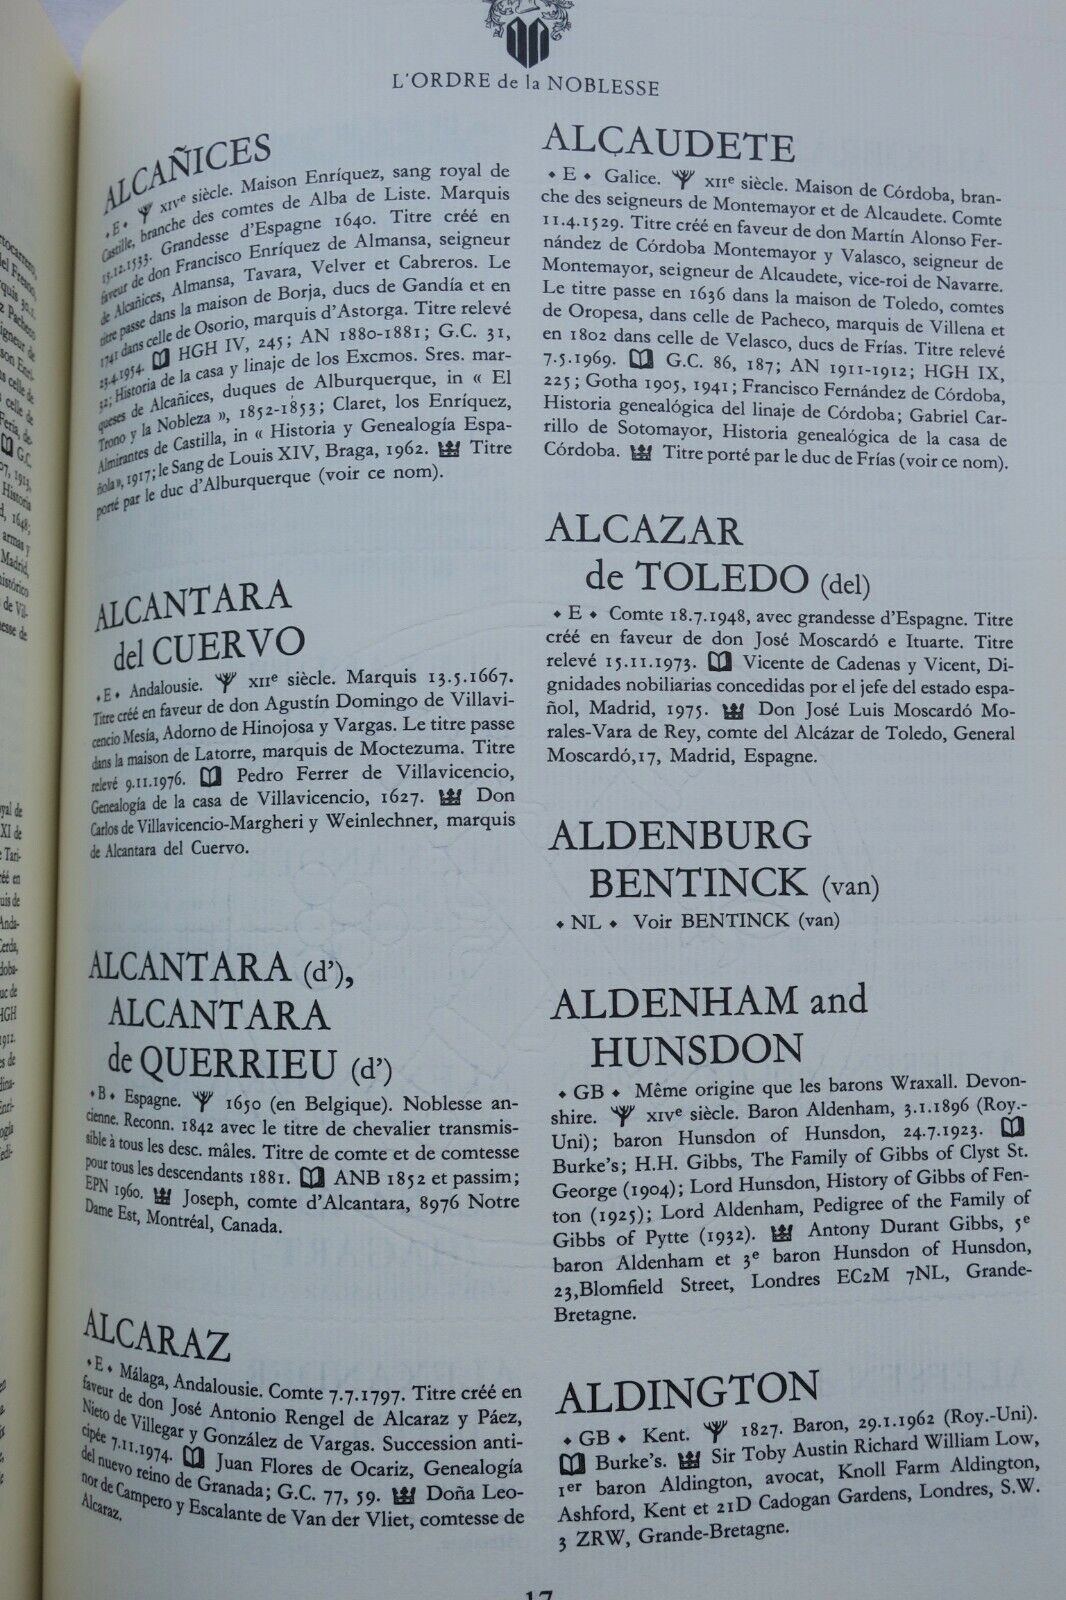 L'ORDRE de la NOBLESSE
ALCAÑICES
• E • XIVe siècle. Maison Enríquez, sang royal de
Castille, branche des comtes de Alba de Liste. Marquis
13.12.1533. Grandesse d'Espagne 1640. Titre créé en
faveur de don Francisco Enríquez de Almansa, seigneur
de Alcañices, Almansa, Tavara, Velver et Cabreros. Le
titre passe dans la maison de Borja, ducs de Gandía et en
1741 dans celle de Osorio, marquis d'Astorga. Titre relevé
23.4.1954. HGH IV, 245; AN 1880-1881; G.C. 31,
32; Historia de la casa y linaje de los Excmos. Sres. mar-
queses de Alcañices, duques de Alburquerque, in « El
Trono y la Nobleza », 1852-1853; Claret, los Enríquez,
Almirantes de Castilla, in « Historia y Genealogía Espa-
ñola», 1917; le Sang de Louis XIV, Braga, 1962. Titre
porté par le duc d'Alburquerque (voir ce nom).
ALCANTARA
del CUERVO
• E • Andalousie. XIIe siècle. Marquis 13.5.1667.
Titre créé en faveur de don Agustín Domingo de Villavi-
cencio Mesía, Adorno de Hinojosa y Vargas. Le titre passe
dans la maison de Latorre, marquis de Moctezuma. Titre
relevé 9.11.1976. Pedro Ferrer de Villavicencio,
Genealogía de la casa de Villavicencio, 1627. Don
Carlos de Villavicencio-Margheri y Weinlechner, marquis
de Alcantara del Cuervo.
ALCANTARA (d'),
ALCANTARA
de QUERRIEU (d')
• B • Espagne. 1650 (en Belgique). Noblesse an-
cienne. Reconn. 1842 avec le titre de chevalier transmis-
sible à tous les desc. mâles. Titre de comte et de comtesse
pour tous les descendants 1881. ANB 1852 et passim;
EPN 1960. Joseph, comte d'Alcantara, 8976 Notre
Dame Est, Montréal, Canada.
ALCARAZ
• E • Málaga, Andalousie. Comte 7.7.1797. Titre créé en
faveur de don José Antonio Rengel de Alcaraz y Páez,
Nieto de Villegar y González de Vargas. Succession anti-
cipée 7.11.1974. Juan Flores de Ocariz, Genealogía
del nuevo reino de Granada; G.C. 77, 59. Doña Leo-
nor de Campero y Escalante de Van der Vliet, comtesse de
Alcaraz.
ALCAUDETE
• E • Galice. XIIe siècle. Maison de Córdoba, bran-
che des seigneurs de Montemayor et de Alcaudete. Comte
11.4.1529. Titre créé en faveur de don Martín Alonso Fer-
nández de Córdoba Montemayor y Valasco, seigneur de
Montemayor, seigneur de Alcaudete, vice-roi de Navarre.
Le titre passe en 1636 dans la maison de Toledo, comtes
de Oropesa, dans celle de Pacheco, marquis de Villena et
en 1802 dans celle de Velasco, ducs de Frías. Titre relevé
7.5.1969. G.C. 86, 187; AN 1911-1912; HGH IX,
225; Gotha 1905, 1941; Francisco Fernández de Córdoba,
Historia genealógica del linaje de Córdoba; Gabriel Car-
rillo de Sotomayor, Historia genealógica de la casa de
Córdoba. Titre porté par le duc de Frías (voir ce nom).
ALCAZAR
de TOLEDO (del)
• E • Comte 18.7.1948, avec grandesse d'Espagne. Titre
créé en faveur de don José Moscardó e Ituarte. Titre
relevé 15.11.1973. Vicente de Cadenas y Vicent, Di-
gnidades nobiliarias concedidas por el jefe del estado espa-
ñol, Madrid, 1975. Don José Luis Moscardó Mo-
rales-Vara de Rey, comte del Alcázar de Toledo, General
Moscardó,17, Madrid, Espagne.
ALDENBURG
BENTINCK (van)
• NL • Voir BENTINCK (van)
ALDENHAM and
HUNSDON
• GB • Même origine que les barons Wraxall. Devon-
shire. XIVe siècle. Baron Aldenham, 3.1.1896 (Roy.-
Uni); baron Hunsdon of Hunsdon, 24.7.1923.
Burke's; H.H. Gibbs, The Family of Gibbs of Clyst St.
George (1904); Lord Hunsdon, History of Gibbs of Fen-
ton (1925); Lord Aldenham, Pedigree of the Family of
Gibbs of Pytte (1932). Antony Durant Gibbs, 5e
baron Aldenham et 3e baron Hunsdon of Hunsdon,
23,Blomfield Street, Londres EC2M 7NL, Grande-
Bretagne.
ALDINGTON
• GB • Kent. 1827. Baron, 29.1.1962 (Roy.-Uni).
Burke's. Sir Toby Austin Richard William Low,
1er baron Aldington, avocat, Knoll Farm Aldington,
Ashford, Kent et 21D Cadogan Gardens, Londres, S.W.
3 ZRW, Grande-Bretagne.
17